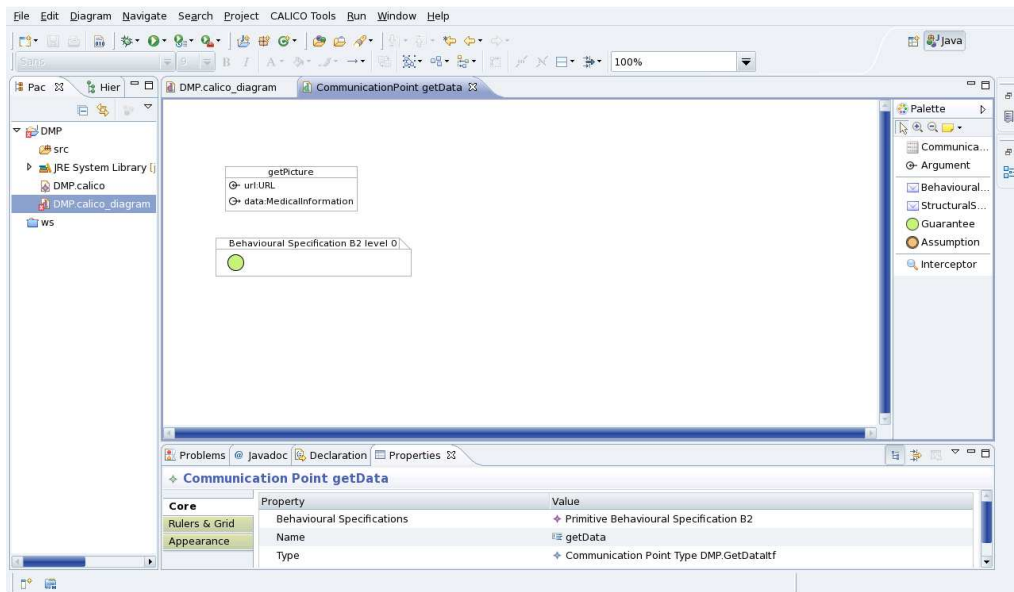 File Edit Diagram Navigate Search Project CALICO Tools Run Window Help
Java
Sans 9 B I A 100%
Pac Hier
DMP.calico_diagram CommunicationPoint getData
DMP
src
JRE System Library [j
DMP.calico
DMP.calico_diagram
ws
getPicture
url:URL
data:MedicalInformation
Behavioural Specification B2 level 0
Palette
Communica...
Argument
Behavioural...
StructuralS...
Guarantee
Assumption
Interceptor
Problems @ Javadoc Declaration Properties
Communication Point getData
Core
Rulers & Grid
Appearance
Property Value
Behavioural Specifications Primitive Behavioural Specification B2
Name getData
Type Communication Point Type DMP.GetDataItf